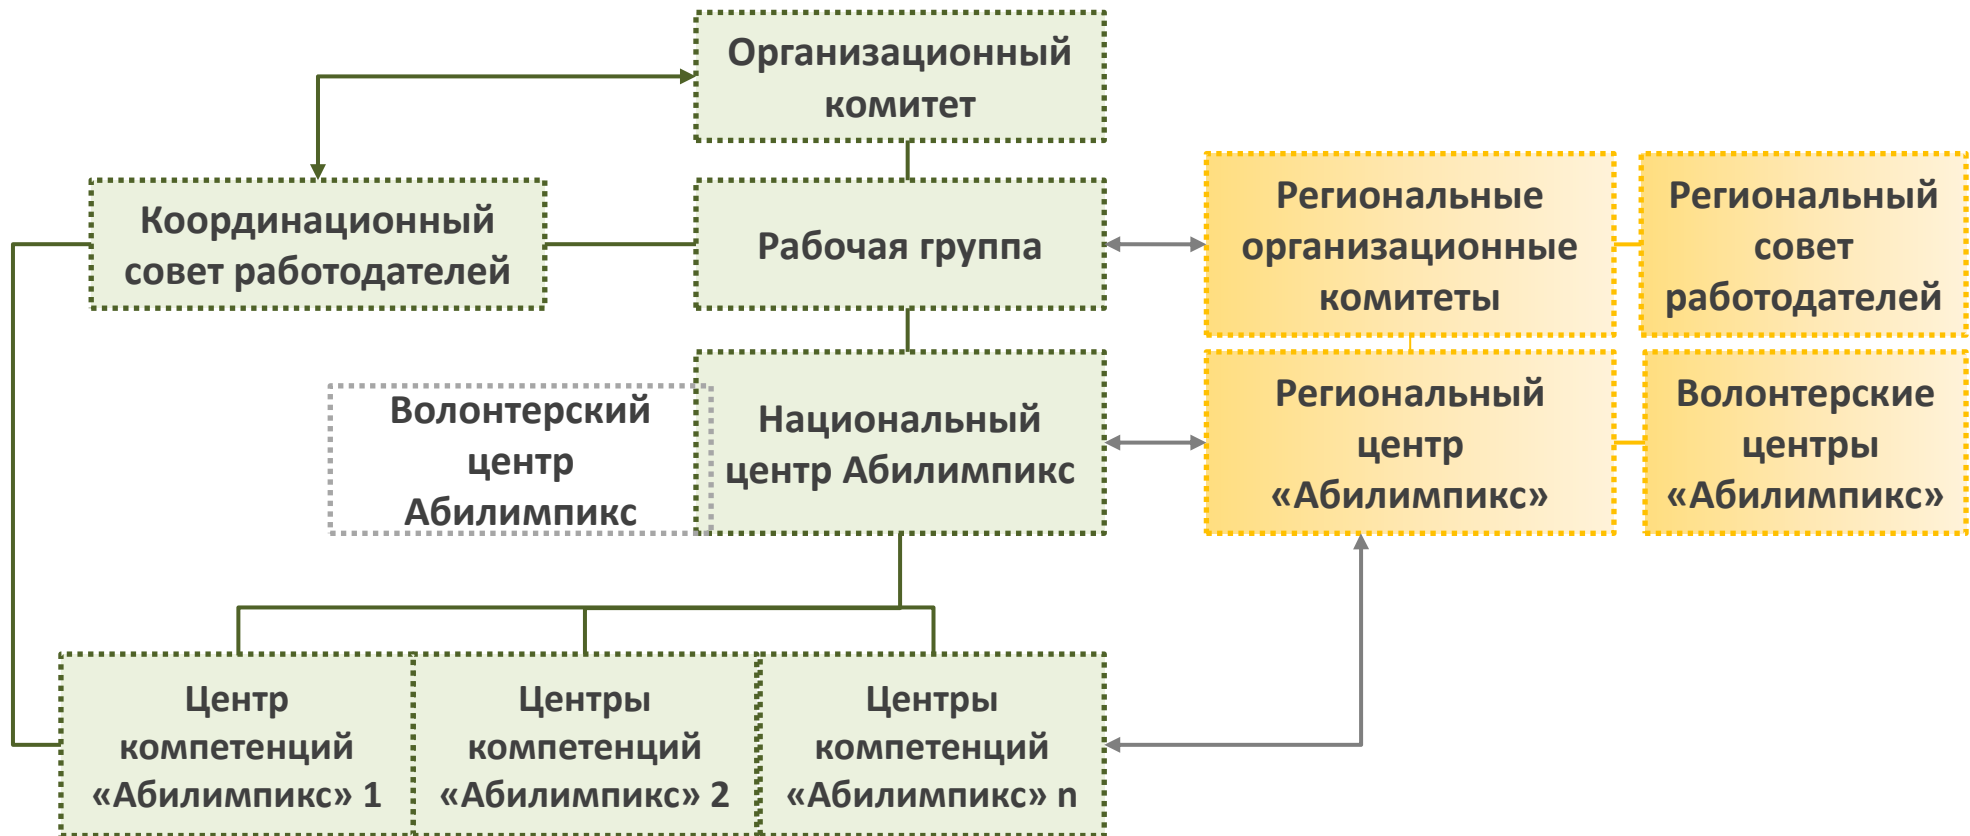 Организационный
комитет
Координационный
совет работодателей
Рабочая группа
Региональные
организационные
комитеты
Региональный
совет
работодателей
Волонтерский
центр
Абилимпикс
Национальный
центр Абилимпикс
Региональный
центр
«Абилимпикс»
Волонтерские
центры
«Абилимпикс»
Центр
компетенций
«Абилимпикс» 1
Центры
компетенций
«Абилимпикс» 2
Центры
компетенций
«Абилимпикс» n